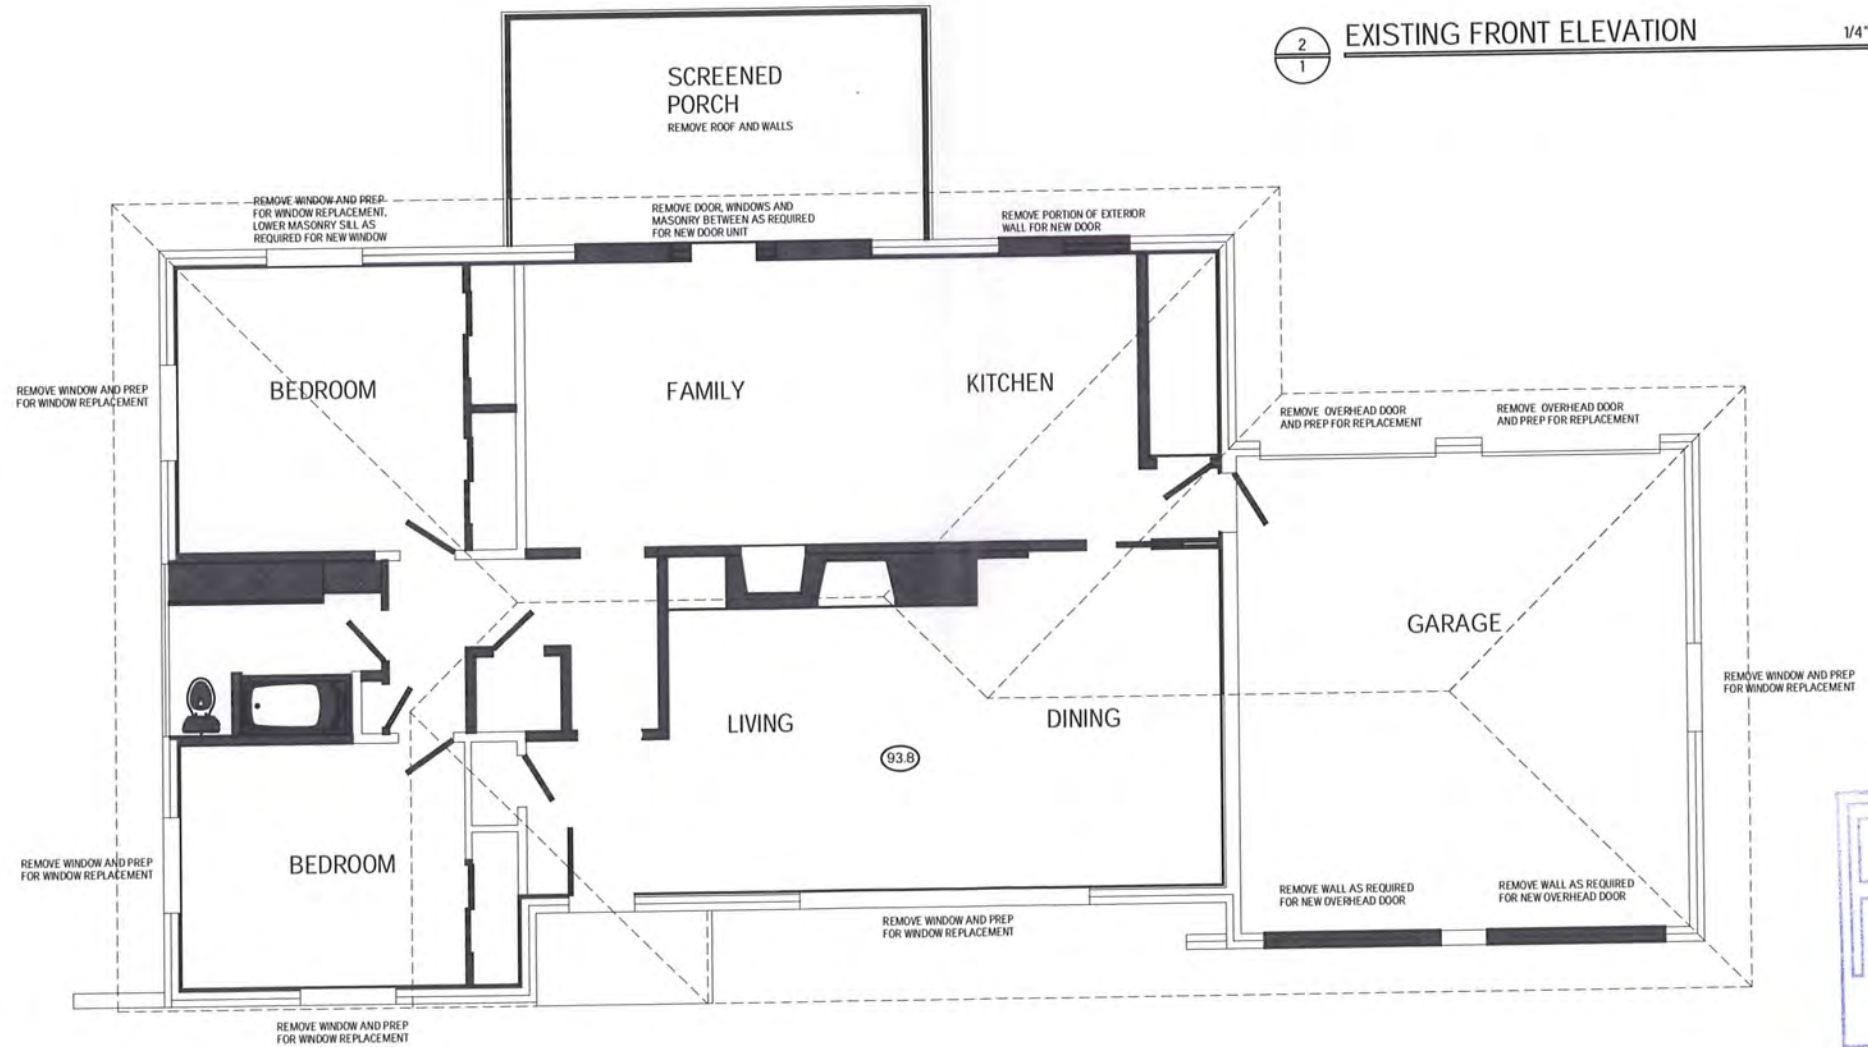 2
1
EXISTING FRONT ELEVATION
1/4"
SCREENED
PORCH
REMOVE ROOF AND WALLS
REMOVE WINDOW AND PREP
FOR WINDOW REPLACEMENT,
LOWER MASONRY SILL AS
REQUIRED FOR NEW WINDOW
REMOVE DOOR, WINDOWS AND
MASONRY BETWEEN AS REQUIRED
FOR NEW DOOR UNIT
REMOVE PORTION OF EXTERIOR
WALL FOR NEW DOOR
REMOVE WINDOW AND PREP
FOR WINDOW REPLACEMENT
BEDROOM
FAMILY
KITCHEN
REMOVE OVERHEAD DOOR
AND PREP FOR REPLACEMENT
REMOVE OVERHEAD DOOR
AND PREP FOR REPLACEMENT
GARAGE
REMOVE WINDOW AND PREP
FOR WINDOW REPLACEMENT
LIVING
DINING
93.8
REMOVE WINDOW AND PREP
FOR WINDOW REPLACEMENT
BEDROOM
REMOVE WALL AS REQUIRED
FOR NEW OVERHEAD DOOR
REMOVE WALL AS REQUIRED
FOR NEW OVERHEAD DOOR
REMOVE WINDOW AND PREP
FOR WINDOW REPLACEMENT
REMOVE WINDOW AND PREP
FOR WINDOW REPLACEMENT